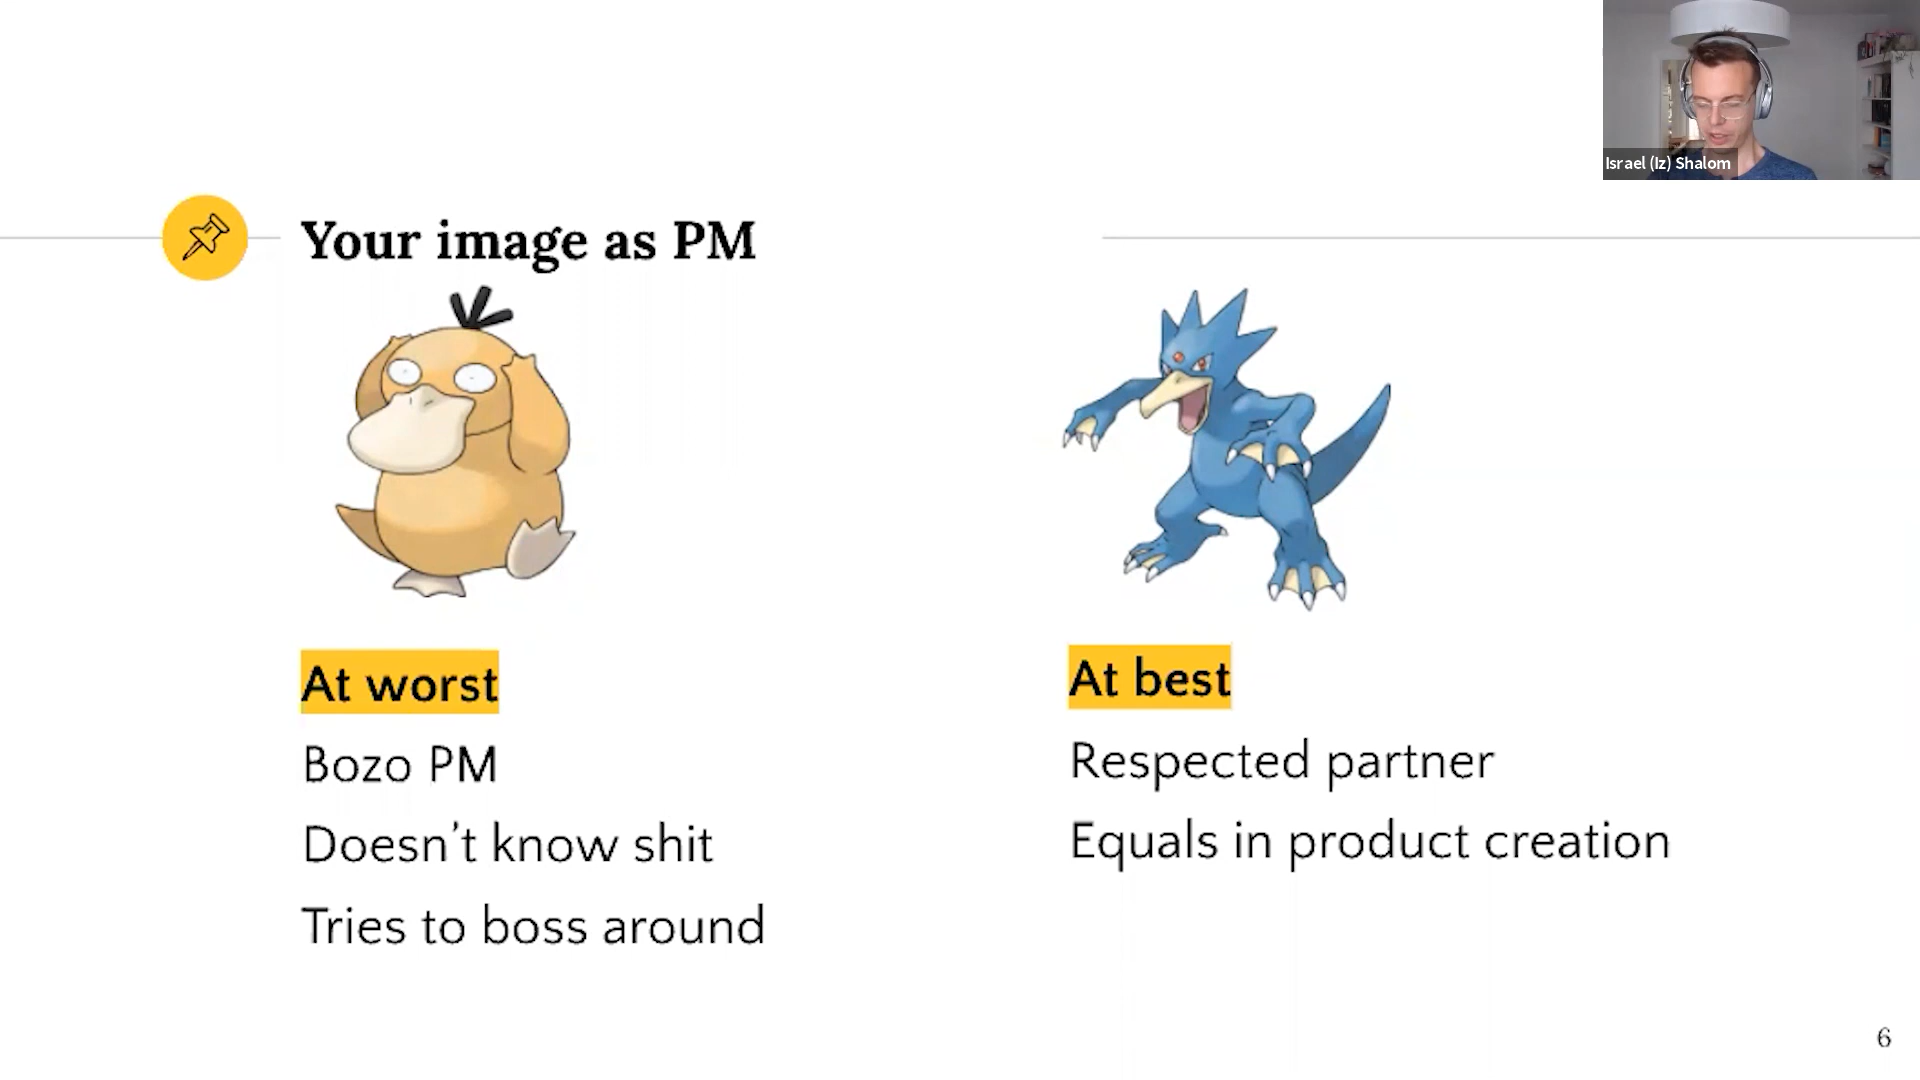 Israel (Iz) Shalom
Your image as PM
At worst
Bozo PM
Doesn't know shit
Tries to boss around
At best
Respected partner
Equals in product creation
6